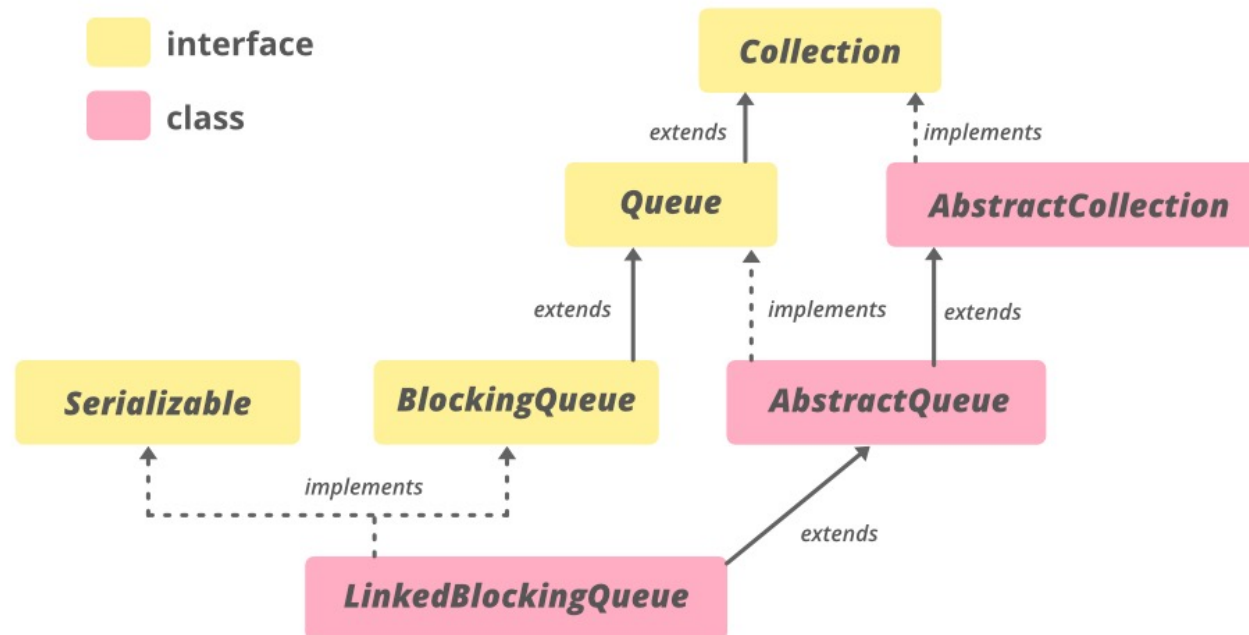 interface
class
Collection
extends
implements
Queue
AbstractCollection
extends
implements
extends
Serializable
BlockingQueue
AbstractQueue
implements
extends
LinkedBlockingQueue